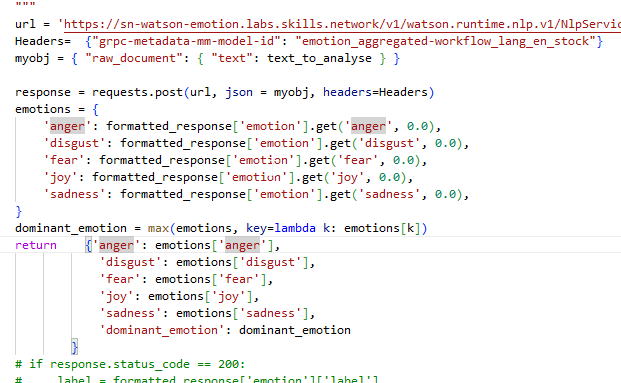 """
url = 'https://sn-watson-emotion.labs.skills.network/v1/watson.runtime.nlp.v1/NlpServic
Headers=  {"grpc-metadata-mm-model-id": "emotion_aggregated-workflow_lang_en_stock"}
myobj = { "raw_document": { "text": text_to_analyse } }

response = requests.post(url, json = myobj, headers=Headers)
emotions = {
    'anger': formatted_response['emotion'].get('anger', 0.0),
    'disgust': formatted_response['emotion'].get('disgust', 0.0),
    'fear': formatted_response['emotion'].get('fear', 0.0),
    'joy': formatted_response['emotion'].get('joy', 0.0),
    'sadness': formatted_response['emotion'].get('sadness', 0.0),
}
dominant_emotion = max(emotions, key=lambda k: emotions[k])
return    {'anger': emotions['anger'],
            'disgust': emotions['disgust'],
            'fear': emotions['fear'],
            'joy': emotions['joy'],
            'sadness': emotions['sadness'],
            'dominant_emotion': dominant_emotion
        }
# if response.status_code == 200:
#     label = formatted_response['emotion']['label']